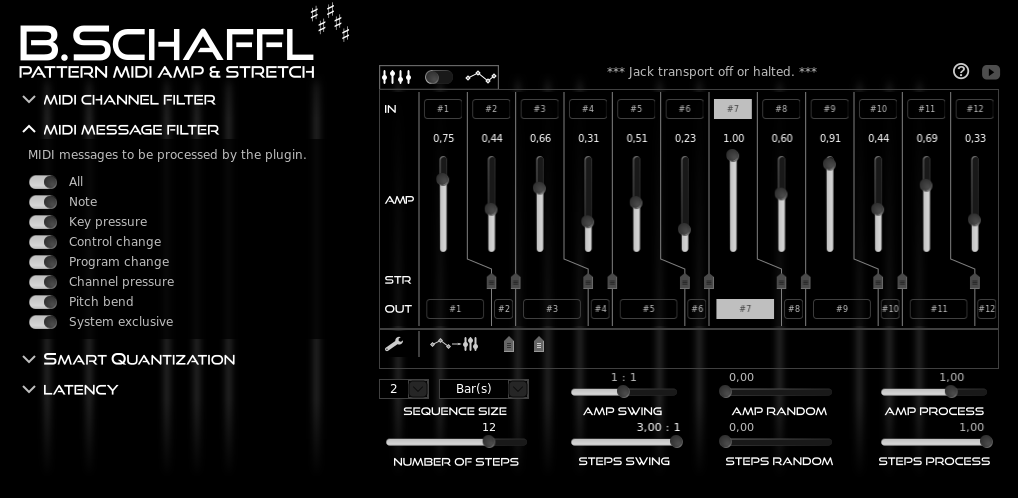 B.SCHAFFL
PATTERN MIDI AMP & STRETCH
MIDI CHANNEL FILTER
MIDI MESSAGE FILTER
MIDI messages to be processed by the plugin.
All
Note
Key pressure
Control change
Program change
Channel pressure
Pitch bend
System exclusive
SMART QUANTIZATION
LATENCY
*** Jack transport off or halted. ***
IN #1 #2 #3 #4 #5 #6 #7 #8 #9 #10 #11 #12
0,75 0,44 0,66 0,31 0,51 0,23 1.00 0,60 0,91 0,44 0,69 0,33
AMP
STR
OUT #1 #2 #3 #4 #5 #6 #7 #8 #9 #10 #11 #12
2 Bar(s) 1 : 1 0,00 1,00
SEQUENCE SIZE AMP SWING AMP RANDOM AMP PROCESS
12 3,00 : 1 0,00 1,00
NUMBER OF STEPS STEPS SWING STEPS RANDOM STEPS PROCESS